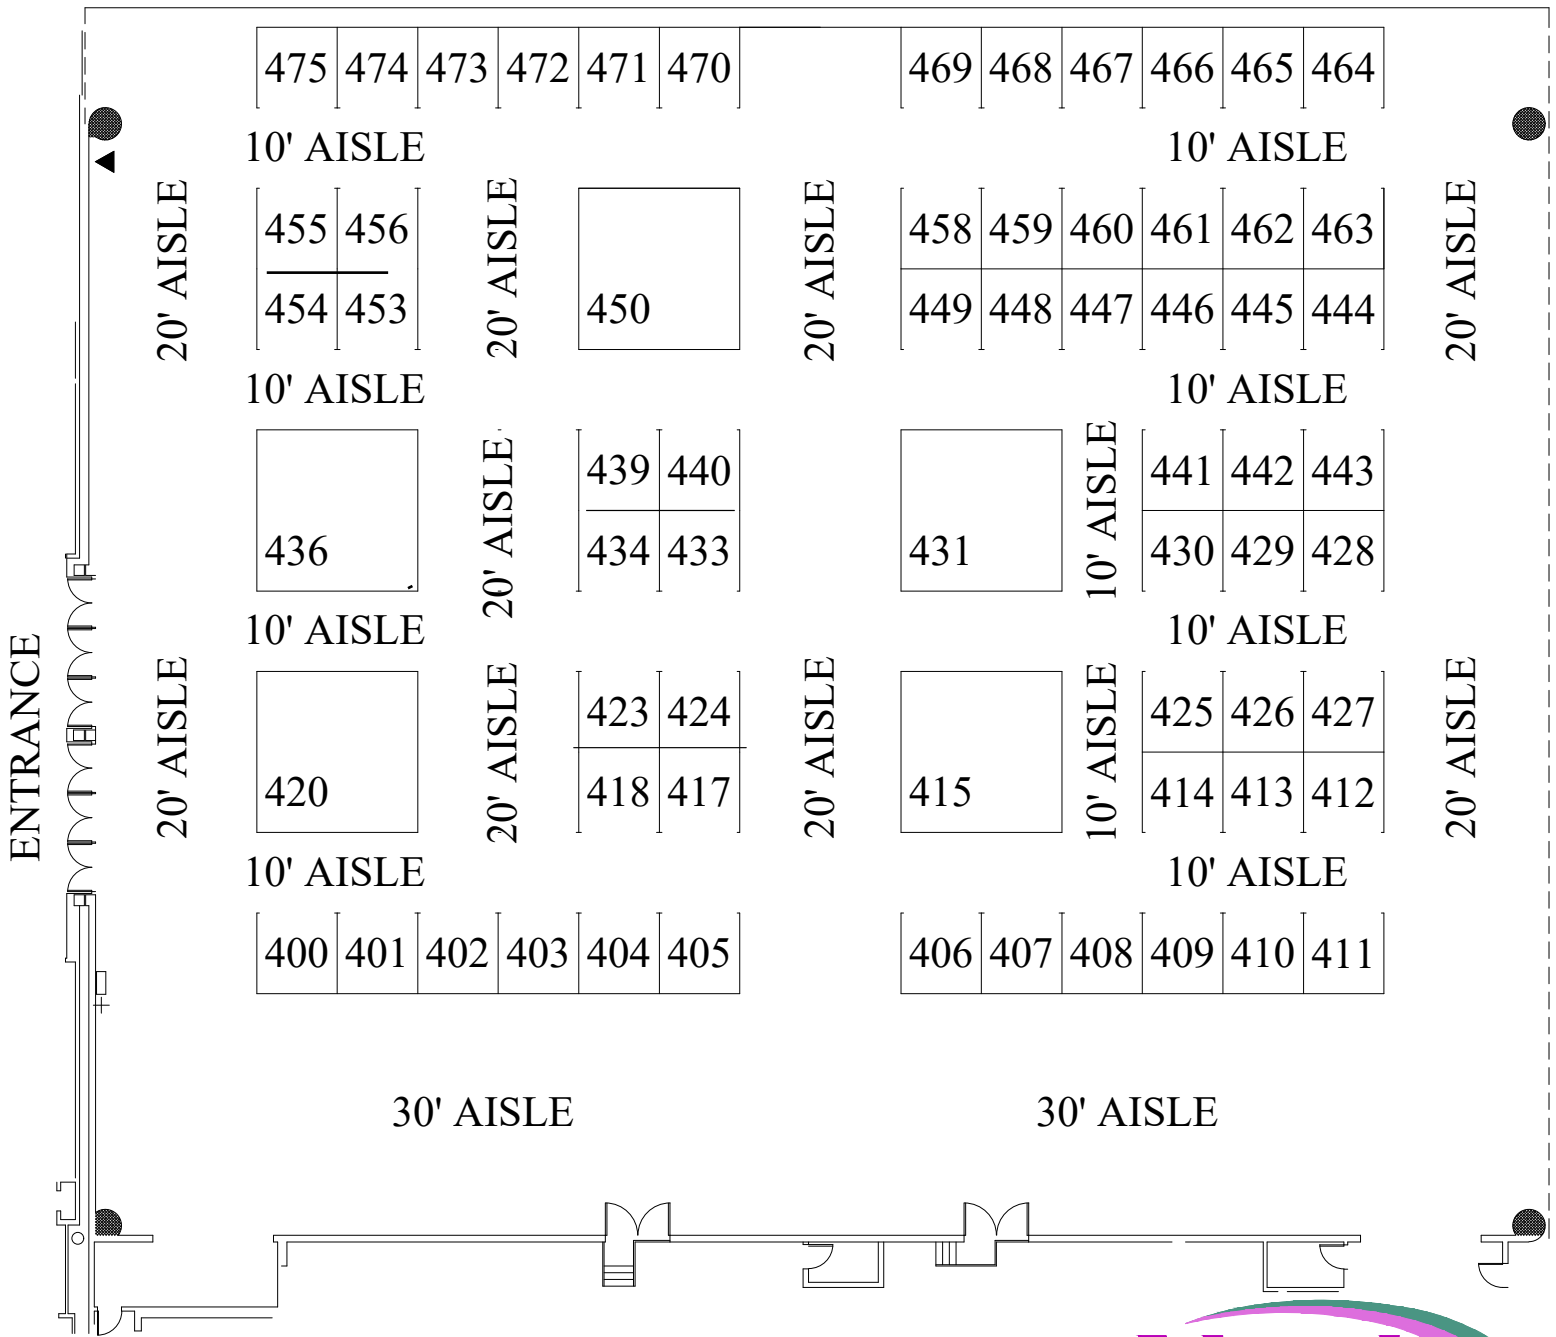 475 474 473 472 471 470 469 468 467 466 465 464
10' AISLE 10' AISLE
20' AISLE 20' AISLE 20' AISLE 20' AISLE
455 456 458 459 460 461 462 463
454 453 450 449 448 447 446 445 444
10' AISLE 10' AISLE
20' AISLE 10' AISLE
439 440 441 442 443
436 434 433 431 430 429 428
10' AISLE 10' AISLE
ENTRANCE
20' AISLE 20' AISLE 20' AISLE 10' AISLE 20' AISLE
423 424 425 426 427
420 418 417 415 414 413 412
10' AISLE 10' AISLE
400 401 402 403 404 405 406 407 408 409 410 411
30' AISLE 30' AISLE